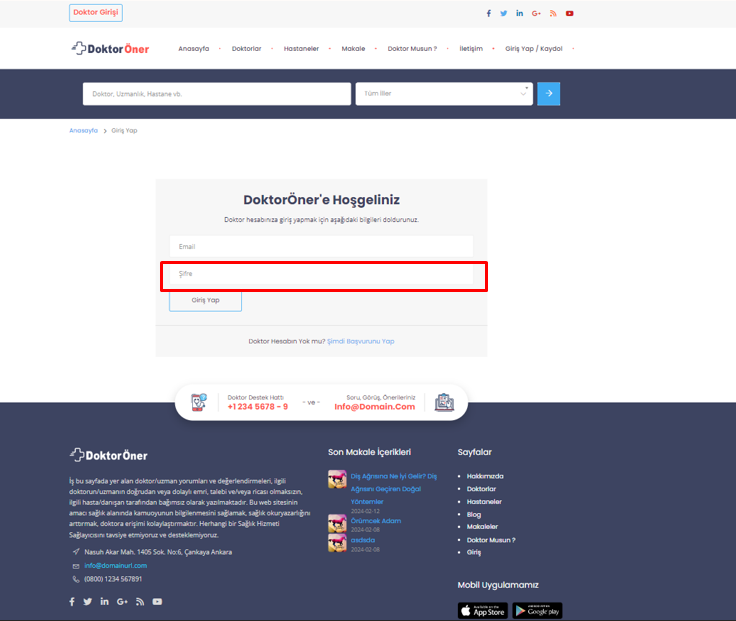 Doktor Girişi
DoktorÖner
Anasayfa
Doktorlar
Hastaneler
Makale
Doktor Musun ?
İletişim
Giriş Yap / Kaydol
Doktor, Uzmanlık, Hastane vb.
Tüm İller
Anasayfa
Giriş Yap
DoktorÖner'e Hoşgeliniz
Doktor hesabınıza giriş yapmak için aşağıdaki bilgileri doldurunuz.
Email
Şifre
Giriş Yap
Doktor Hesabın Yok mu? Şimdi Başvurunu Yap
Doktor Destek Hattı:
+1 234 5678 - 9
- ve -
Soru, Görüş, Önerileriniz
Info@Domain.Com
DoktorÖner
İş bu sayfada yer alan doktor/uzman yorumları ve değerlendirmeleri, ilgili
doktorun/uzmanın doğrudan veya dolaylı emri, talebi ve/veya ricası olmaksızın,
ilgili hasta/danışan tarafından bağımsız olarak yazılmaktadır. Bu web sitesinin
amacı sağlık alanında kamuoyunun bilgilenmesini sağlamak, sağlık okuryazarlığını
arttırmak, doktora erişimi kolaylaştırmaktır. Herhangi bir Sağlık Hizmeti
Sağlayıcısını tavsiye etmiyoruz ve desteklemiyoruz.
Nasuh Akar Mah. 1405 Sok. No:6, Çankaya Ankara
info@domainurl.com
(0800) 1234 567891
Son Makale İçerikleri
Diş Ağrısına Ne İyi Gelir? Diş
Ağrısını Geçiren Doğal
Yöntemler
2024-02-12
Örümcek Adam
2024-02-08
asdsda
2024-02-08
Sayfalar
Hakkımızda
Doktorlar
Hastaneler
Blog
Makaleler
Doktor Musun ?
Giriş
Mobil Uygulamamız
App Store
Google play